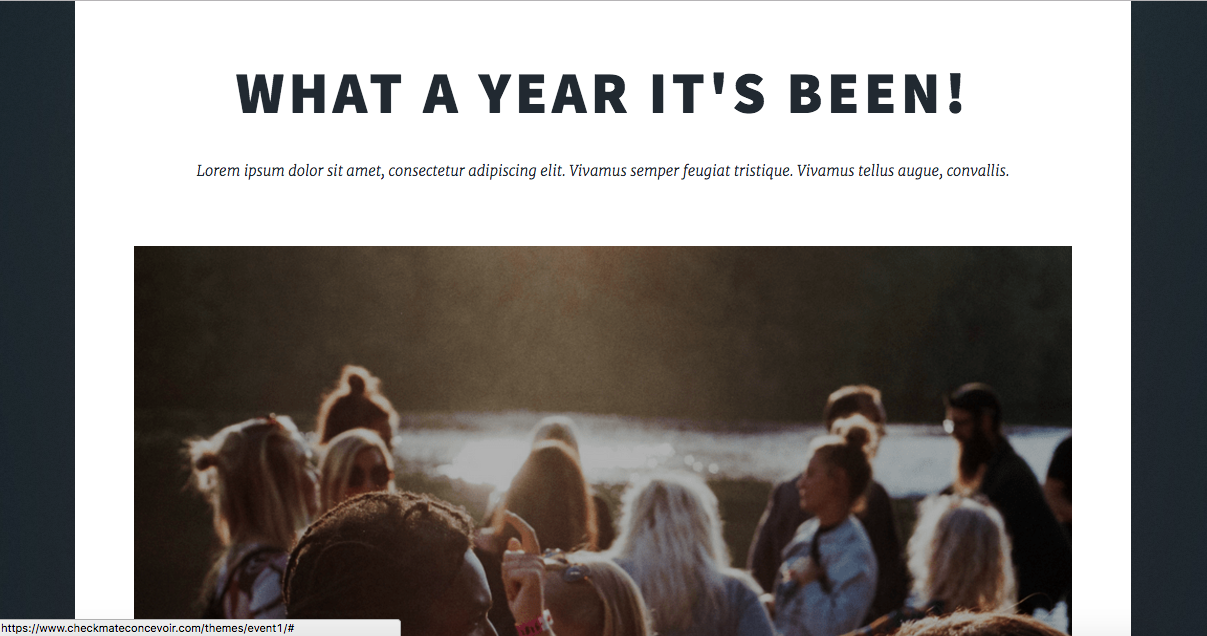 WHAT A YEAR IT'S BEEN!
Lorem ipsum dolor sit amet, consectetur adipiscing elit. Vivamus semper feugiat tristique. Vivamus tellus augue, convallis.
https://www.checkmateconcevoir.com/themes/event1/#